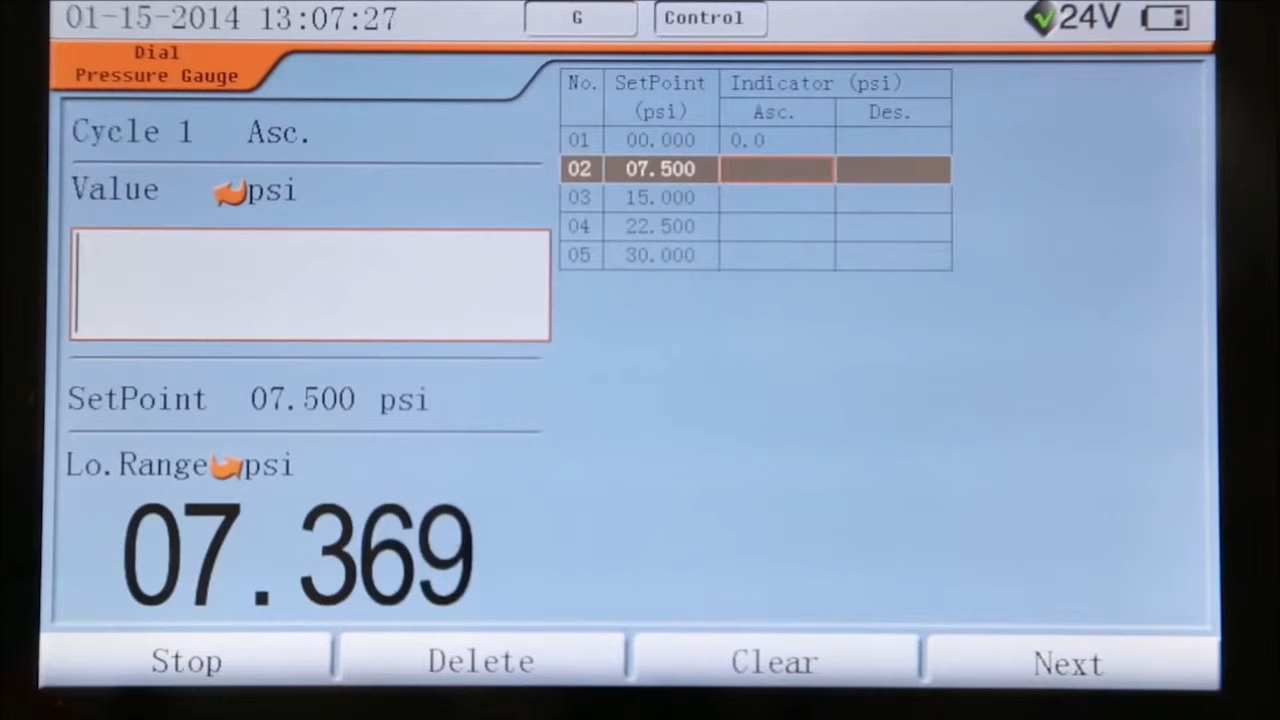 01-15-2014 13:07:27 G Control 24V
Dial
Pressure Gauge
Cycle 1 Asc.
Value psi
SetPoint 07.500 psi
Lo.Range psi
07.369
No. SetPoint (psi) Indicator (psi)
Asc. Des.
01 00.000 0.0
02 07.500
03 15.000
04 22.500
05 30.000
Stop Delete Clear Next